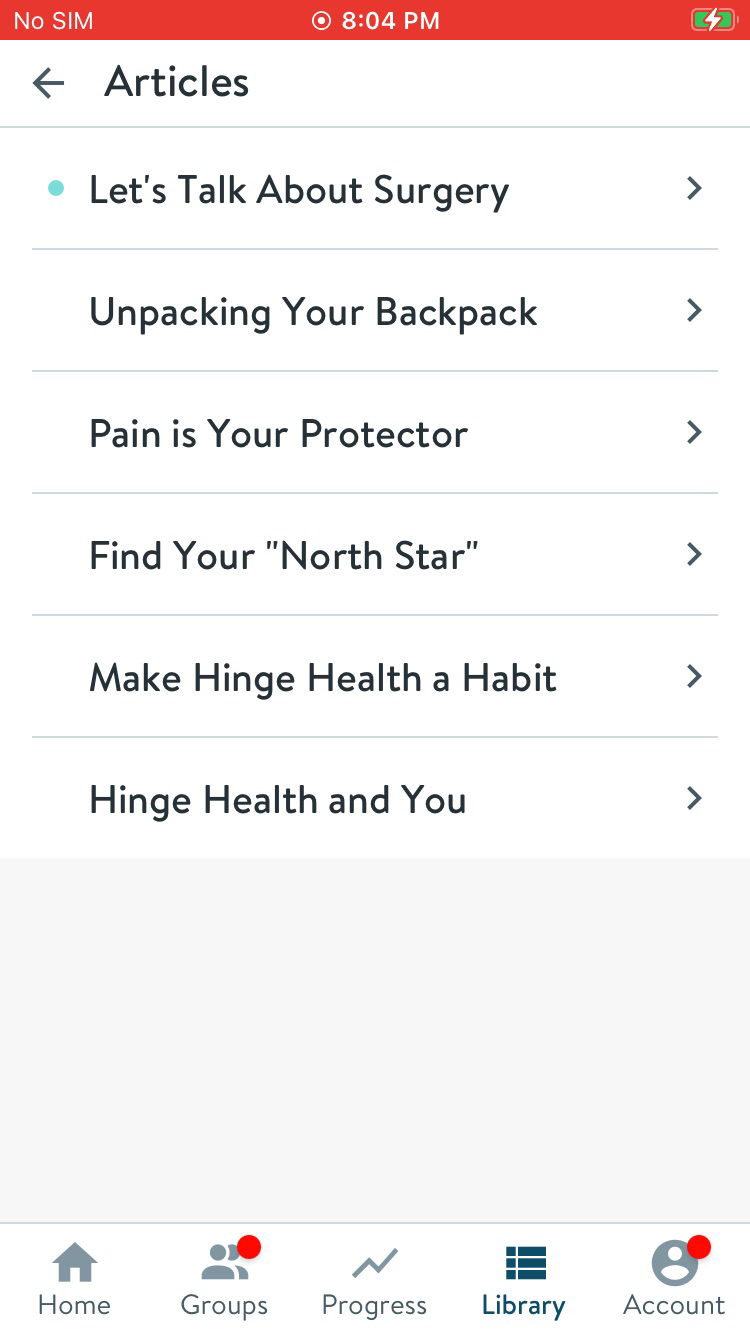 No SIM 8:04 PM
Articles
Let's Talk About Surgery
Unpacking Your Backpack
Pain is Your Protector
Find Your "North Star"
Make Hinge Health a Habit
Hinge Health and You
Home Groups Progress Library Account